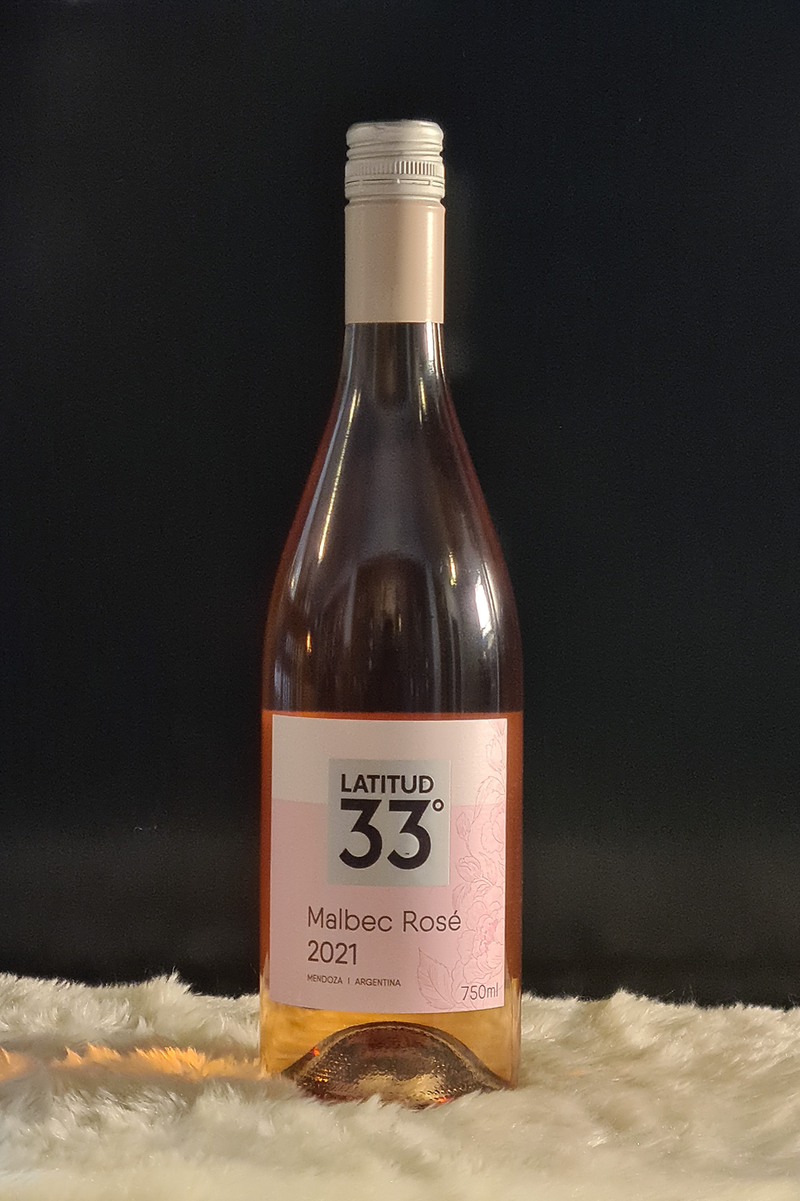 LATITUD
33°
Malbec Rosé
2021
MENDOZA | ARGENTINA
750ml